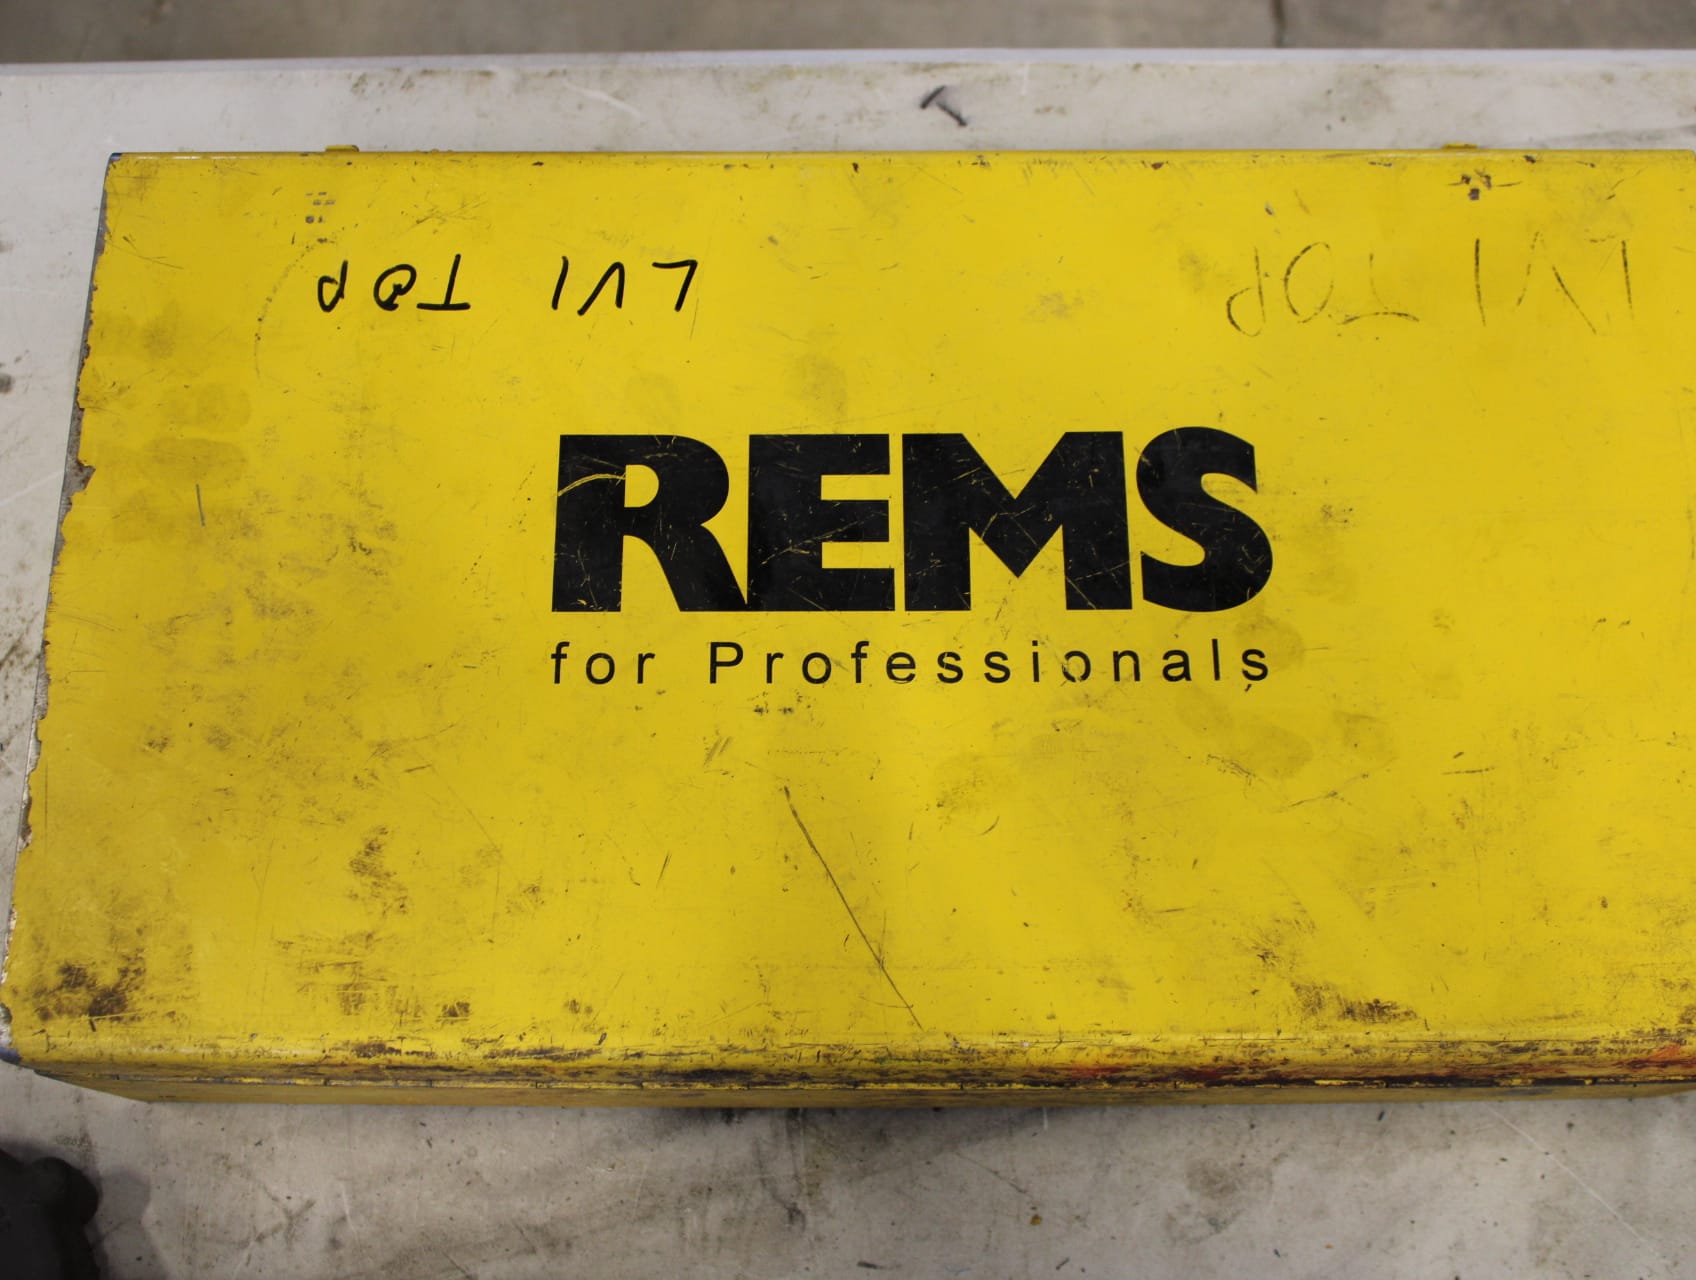 LVI TOP
LVI TOP
REMS
for Professionals